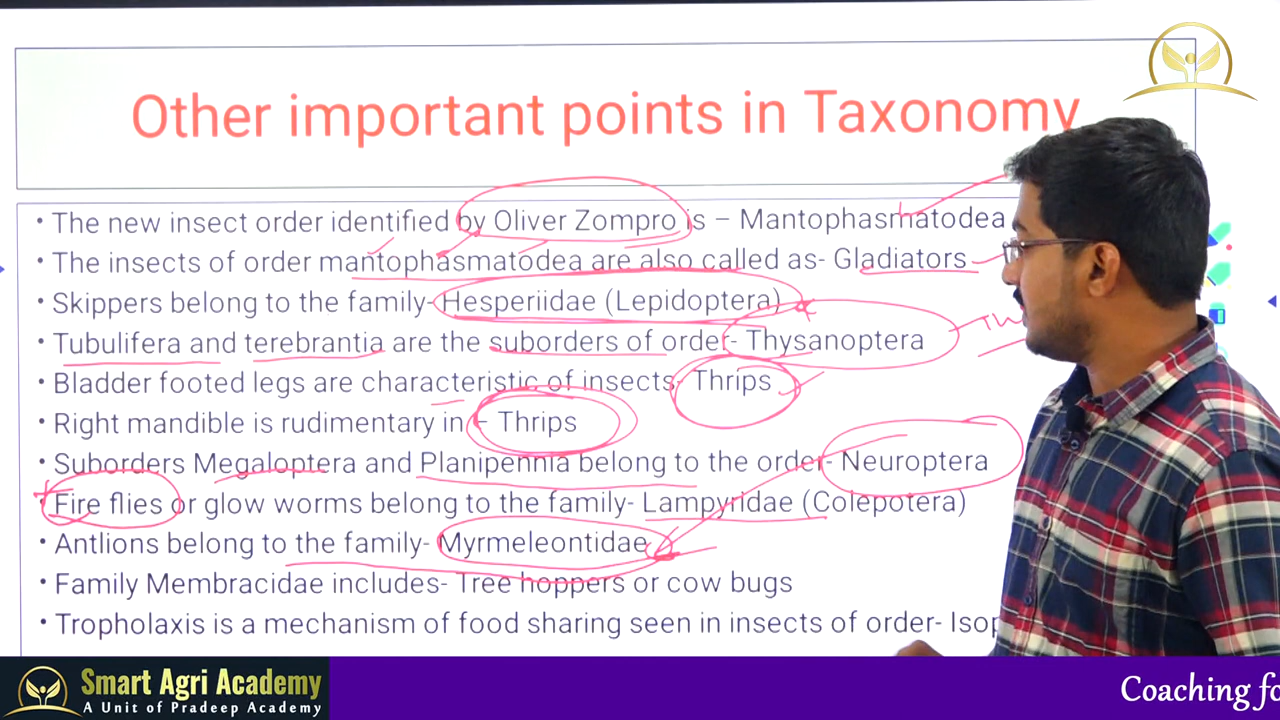 Other important points in Taxonomy
• The new insect order identified by Oliver Zompro is – Mantophasmatodea
• The insects of order mantophasmatodea are also called as- Gladiators
• Skippers belong to the family- Hesperiidae (Lepidoptera)
• Tubulifera and terebrantia are the suborders of order- Thysanoptera
• Bladder footed legs are characteristic of insects- Thrips
• Right mandible is rudimentary in – Thrips
• Suborders Megaloptera and Planipennia belong to the order- Neuroptera
• Fire flies or glow worms belong to the family- Lampyridae (Colepotera)
• Antlions belong to the family- Myrmeleontidae
• Family Membracidae includes- Tree hoppers or cow bugs
• Tropholaxis is a mechanism of food sharing seen in insects of order- Isop
Smart Agri Academy
A Unit of Pradeep Academy
Coaching fo